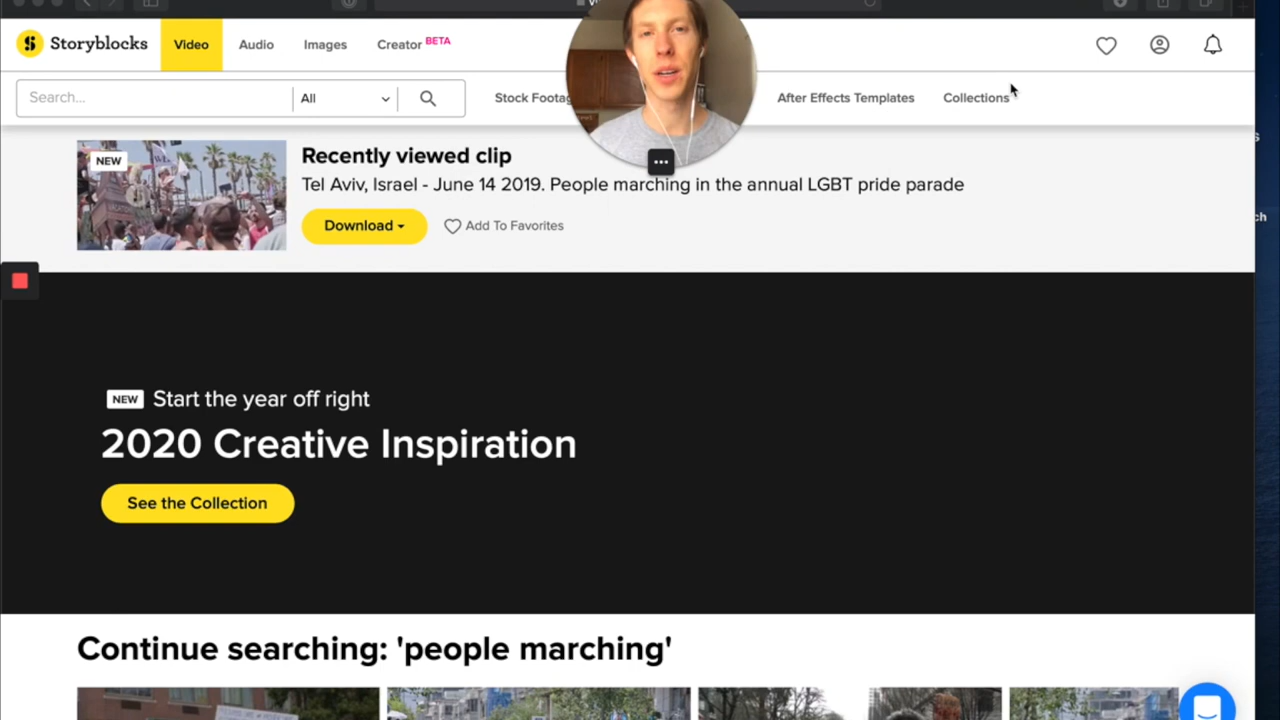 Storyblocks
Video
Audio
Images
Creator BETA
Search...
All
Stock
After Effects Templates
Collections
NEW
Recently viewed clip
Tel Aviv, Israel - June 14 2019. People marching in the annual LGBT pride parade
Download
Add To Favorites
NEW Start the year off right
2020 Creative Inspiration
See the Collection
Continue searching: 'people marching'